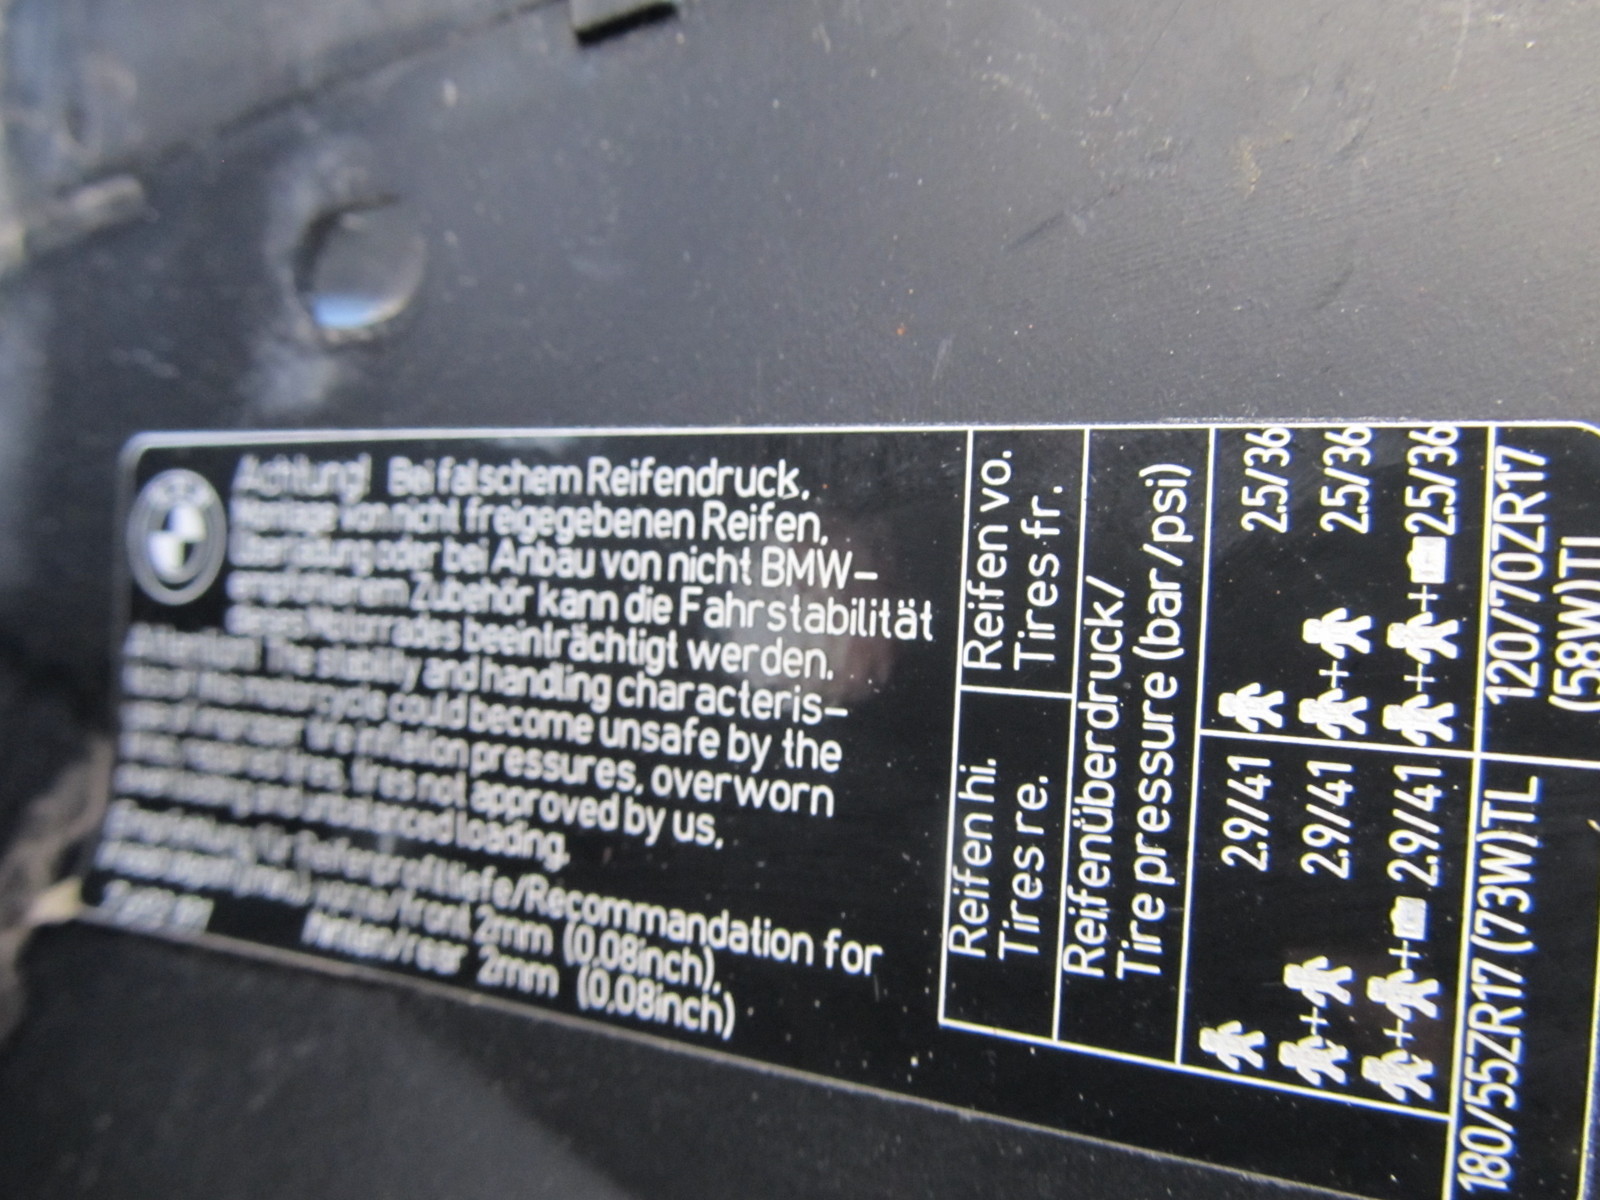 Achtung! Bei falschem Reifendruck,
Montage von nicht freigegebenen Reifen,
Überladung oder bei Anbau von nicht BMW-
empfohlenem Zubehör kann die Fahrstabilität
dieses Motorrades beeinträchtigt werden.
Attention! The stability and handling characteris-
tics of this motorcycle could become unsafe by the
use of improper tire inflation pressures, overworn
tires, repaired tires, tires not approved by us,
overloading and unbalanced loading.
Empfehlung für Reifenprofiltiefe/Recommandation for
vorne/front 2mm (0.08inch),
hinten/rear 2mm (0.08inch)
Reifen vo.
Tires fr.
Reifen hi.
Tires re.
Reifenüberdruck/
Tire pressure (bar/psi)
2.5/36
+ 2.5/36
+ + 2.5/36
2.9/41
+ 2.9/41
+ + 2.9/41
120/70ZR17
(58W)TL
180/55ZR17 (73W)TL